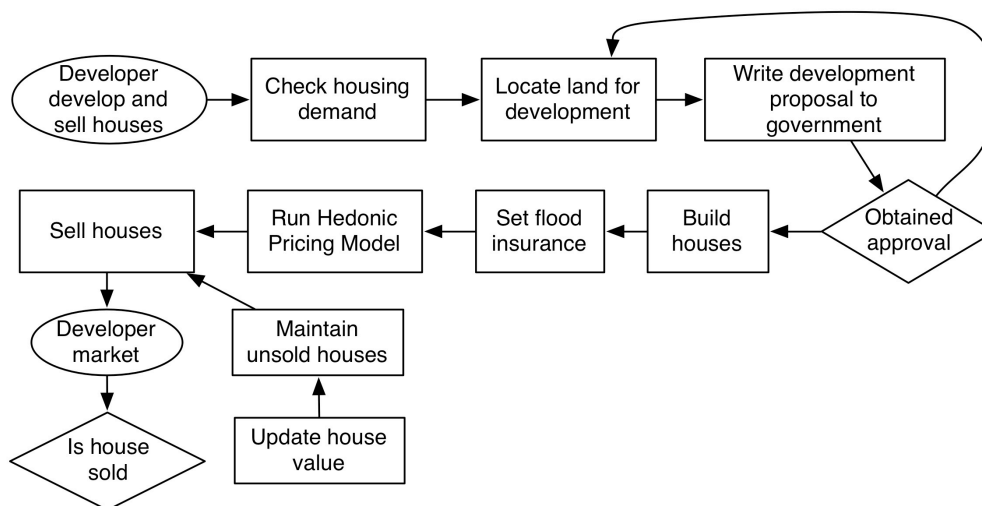 Developer
develop and
sell houses
Check housing
demand
Locate land for
development
Write development
proposal to
government
Obtained
approval
Build
houses
Set flood
insurance
Run Hedonic
Pricing Model
Sell houses
Developer
market
Maintain
unsold houses
Is house
sold
Update house
value